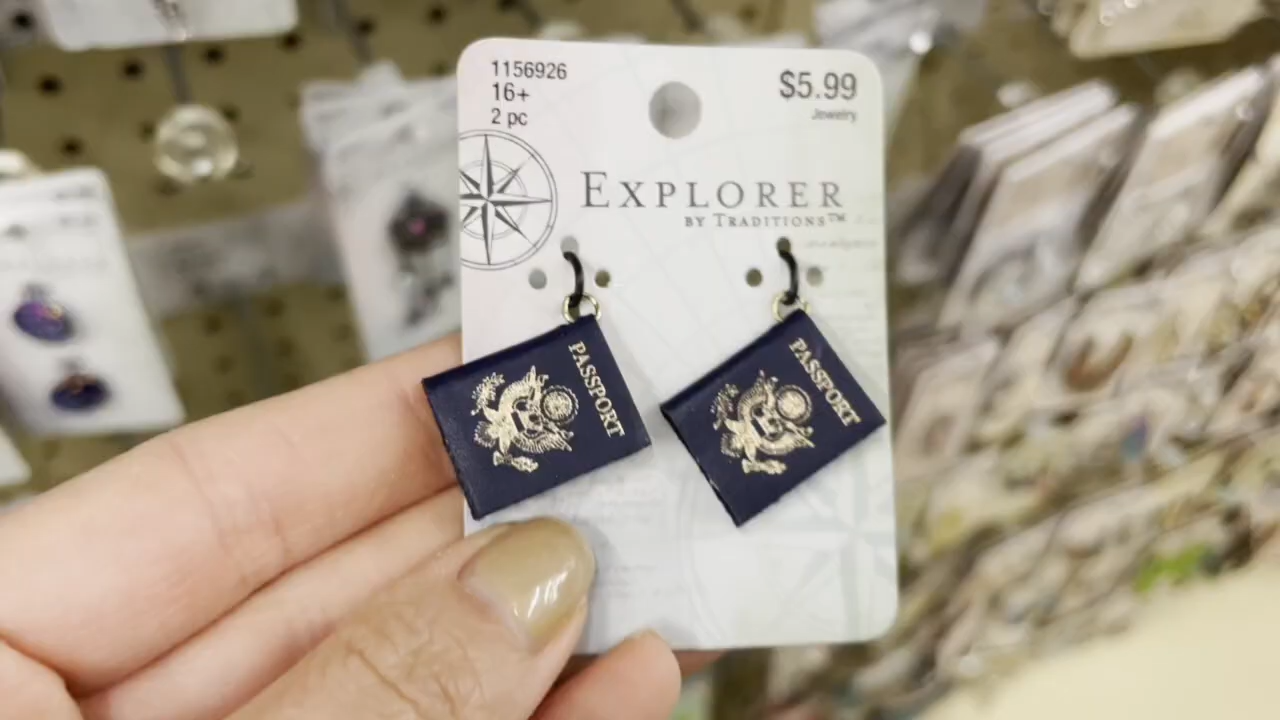 1156926
16+
2 pc
$5.99
Jewelry
EXPLORER
BY TRADITIONS™
PASSPORT
PASSPORT